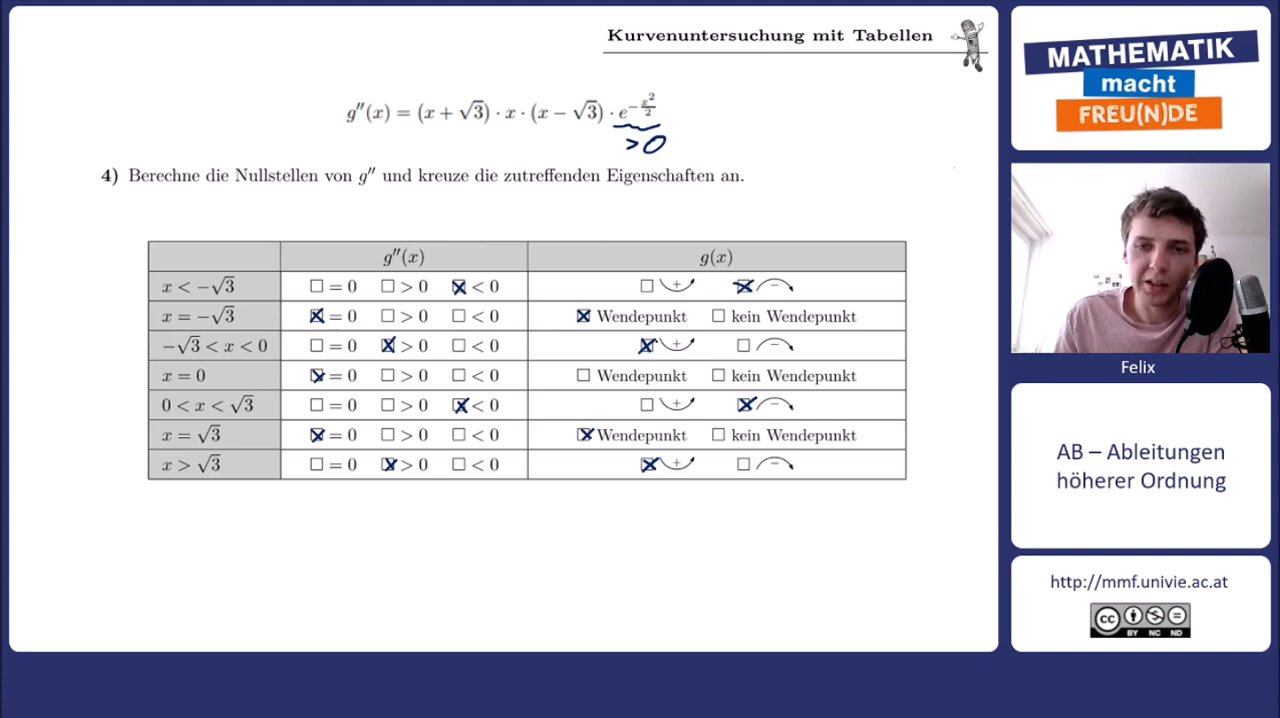 Kurvenuntersuchung mit Tabellen
g″(x) = (x + √3) · x · (x − √3) · e^(−x²/2)
>0
4) Berechne die Nullstellen von g″ und kreuze die zutreffenden Eigenschaften an.
g″(x) g(x)
x < −√3 ☐ = 0 ☐ > 0 ☒ < 0 ☐ + ☒ −
x = −√3 ☒ = 0 ☐ > 0 ☐ < 0 ☒ Wendepunkt ☐ kein Wendepunkt
−√3 < x < 0 ☐ = 0 ☒ > 0 ☐ < 0 ☒ + ☐ −
x = 0 ☒ = 0 ☐ > 0 ☐ < 0 ☐ Wendepunkt ☐ kein Wendepunkt
0 < x < √3 ☐ = 0 ☐ > 0 ☒ < 0 ☐ + ☒ −
x = √3 ☒ = 0 ☐ > 0 ☐ < 0 ☒ Wendepunkt ☐ kein Wendepunkt
x > √3 ☐ = 0 ☒ > 0 ☐ < 0 ☒ + ☐ −
MATHEMATIK
macht
FREU(N)DE
Felix
AB – Ableitungen
höherer Ordnung
http://mmf.univie.ac.at
cc
BY NC ND